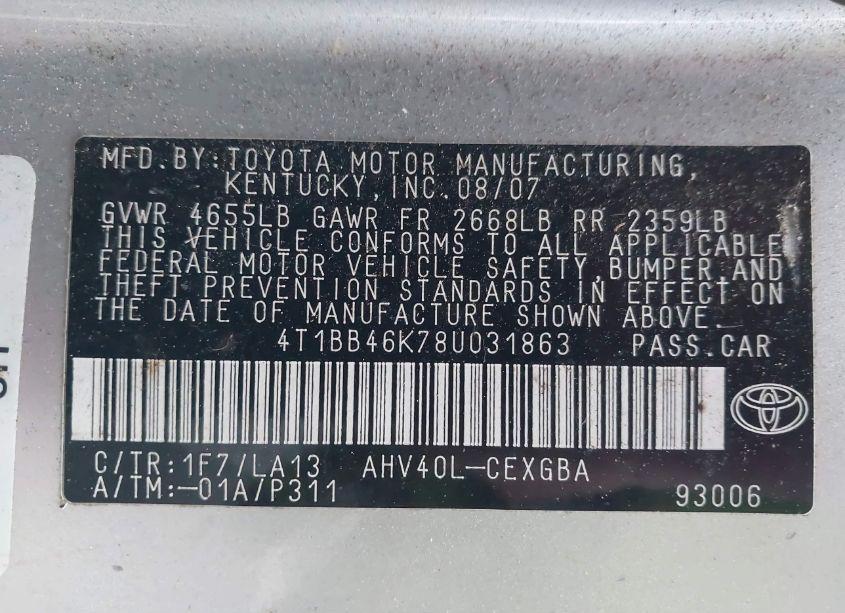 MFD. BY: TOYOTA MOTOR MANUFACTURING,
KENTUCKY, INC. 08/07
GVWR 4655LB GAWR FR 2668LB RR 2359LB
THIS VEHICLE CONFORMS TO ALL APPLICABLE
FEDERAL MOTOR VEHICLE SAFETY, BUMPER, AND
THEFT PREVENTION STANDARDS IN EFFECT ON
THE DATE OF MANUFACTURE SHOWN ABOVE.
4T1BB46K78U031863 PASS. CAR
C/TR: 1F7/LA13 AHV40L-CEXGBA
A/TM: -01A/P311 93006